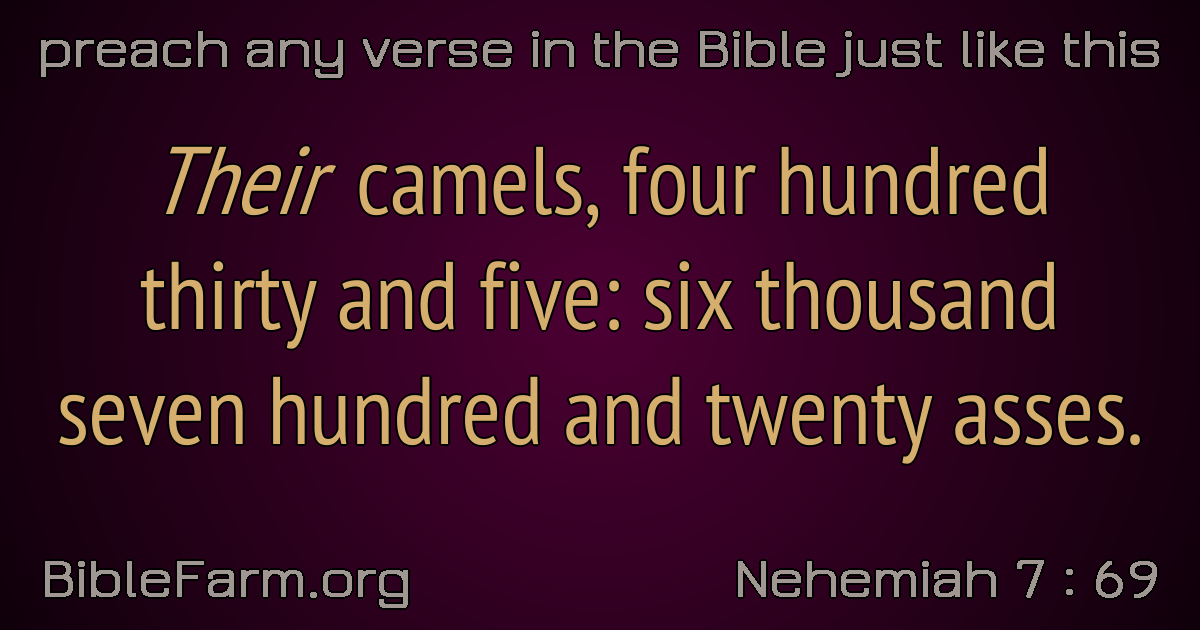 preach any verse in the Bible just like this
Their camels, four hundred
thirty and five: six thousand
seven hundred and twenty asses.
BibleFarm.org
Nehemiah 7 : 69